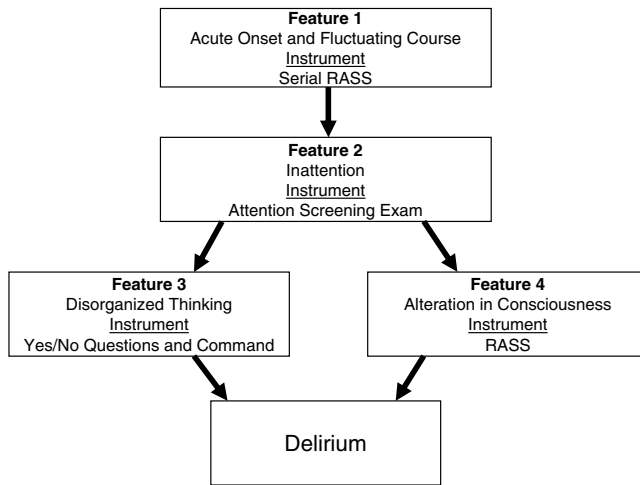 Feature 1
Acute Onset and Fluctuating Course
Instrument
Serial RASS
Feature 2
Inattention
Instrument
Attention Screening Exam
Feature 3
Disorganized Thinking
Instrument
Yes/No Questions and Command
Feature 4
Alteration in Consciousness
Instrument
RASS
Delirium